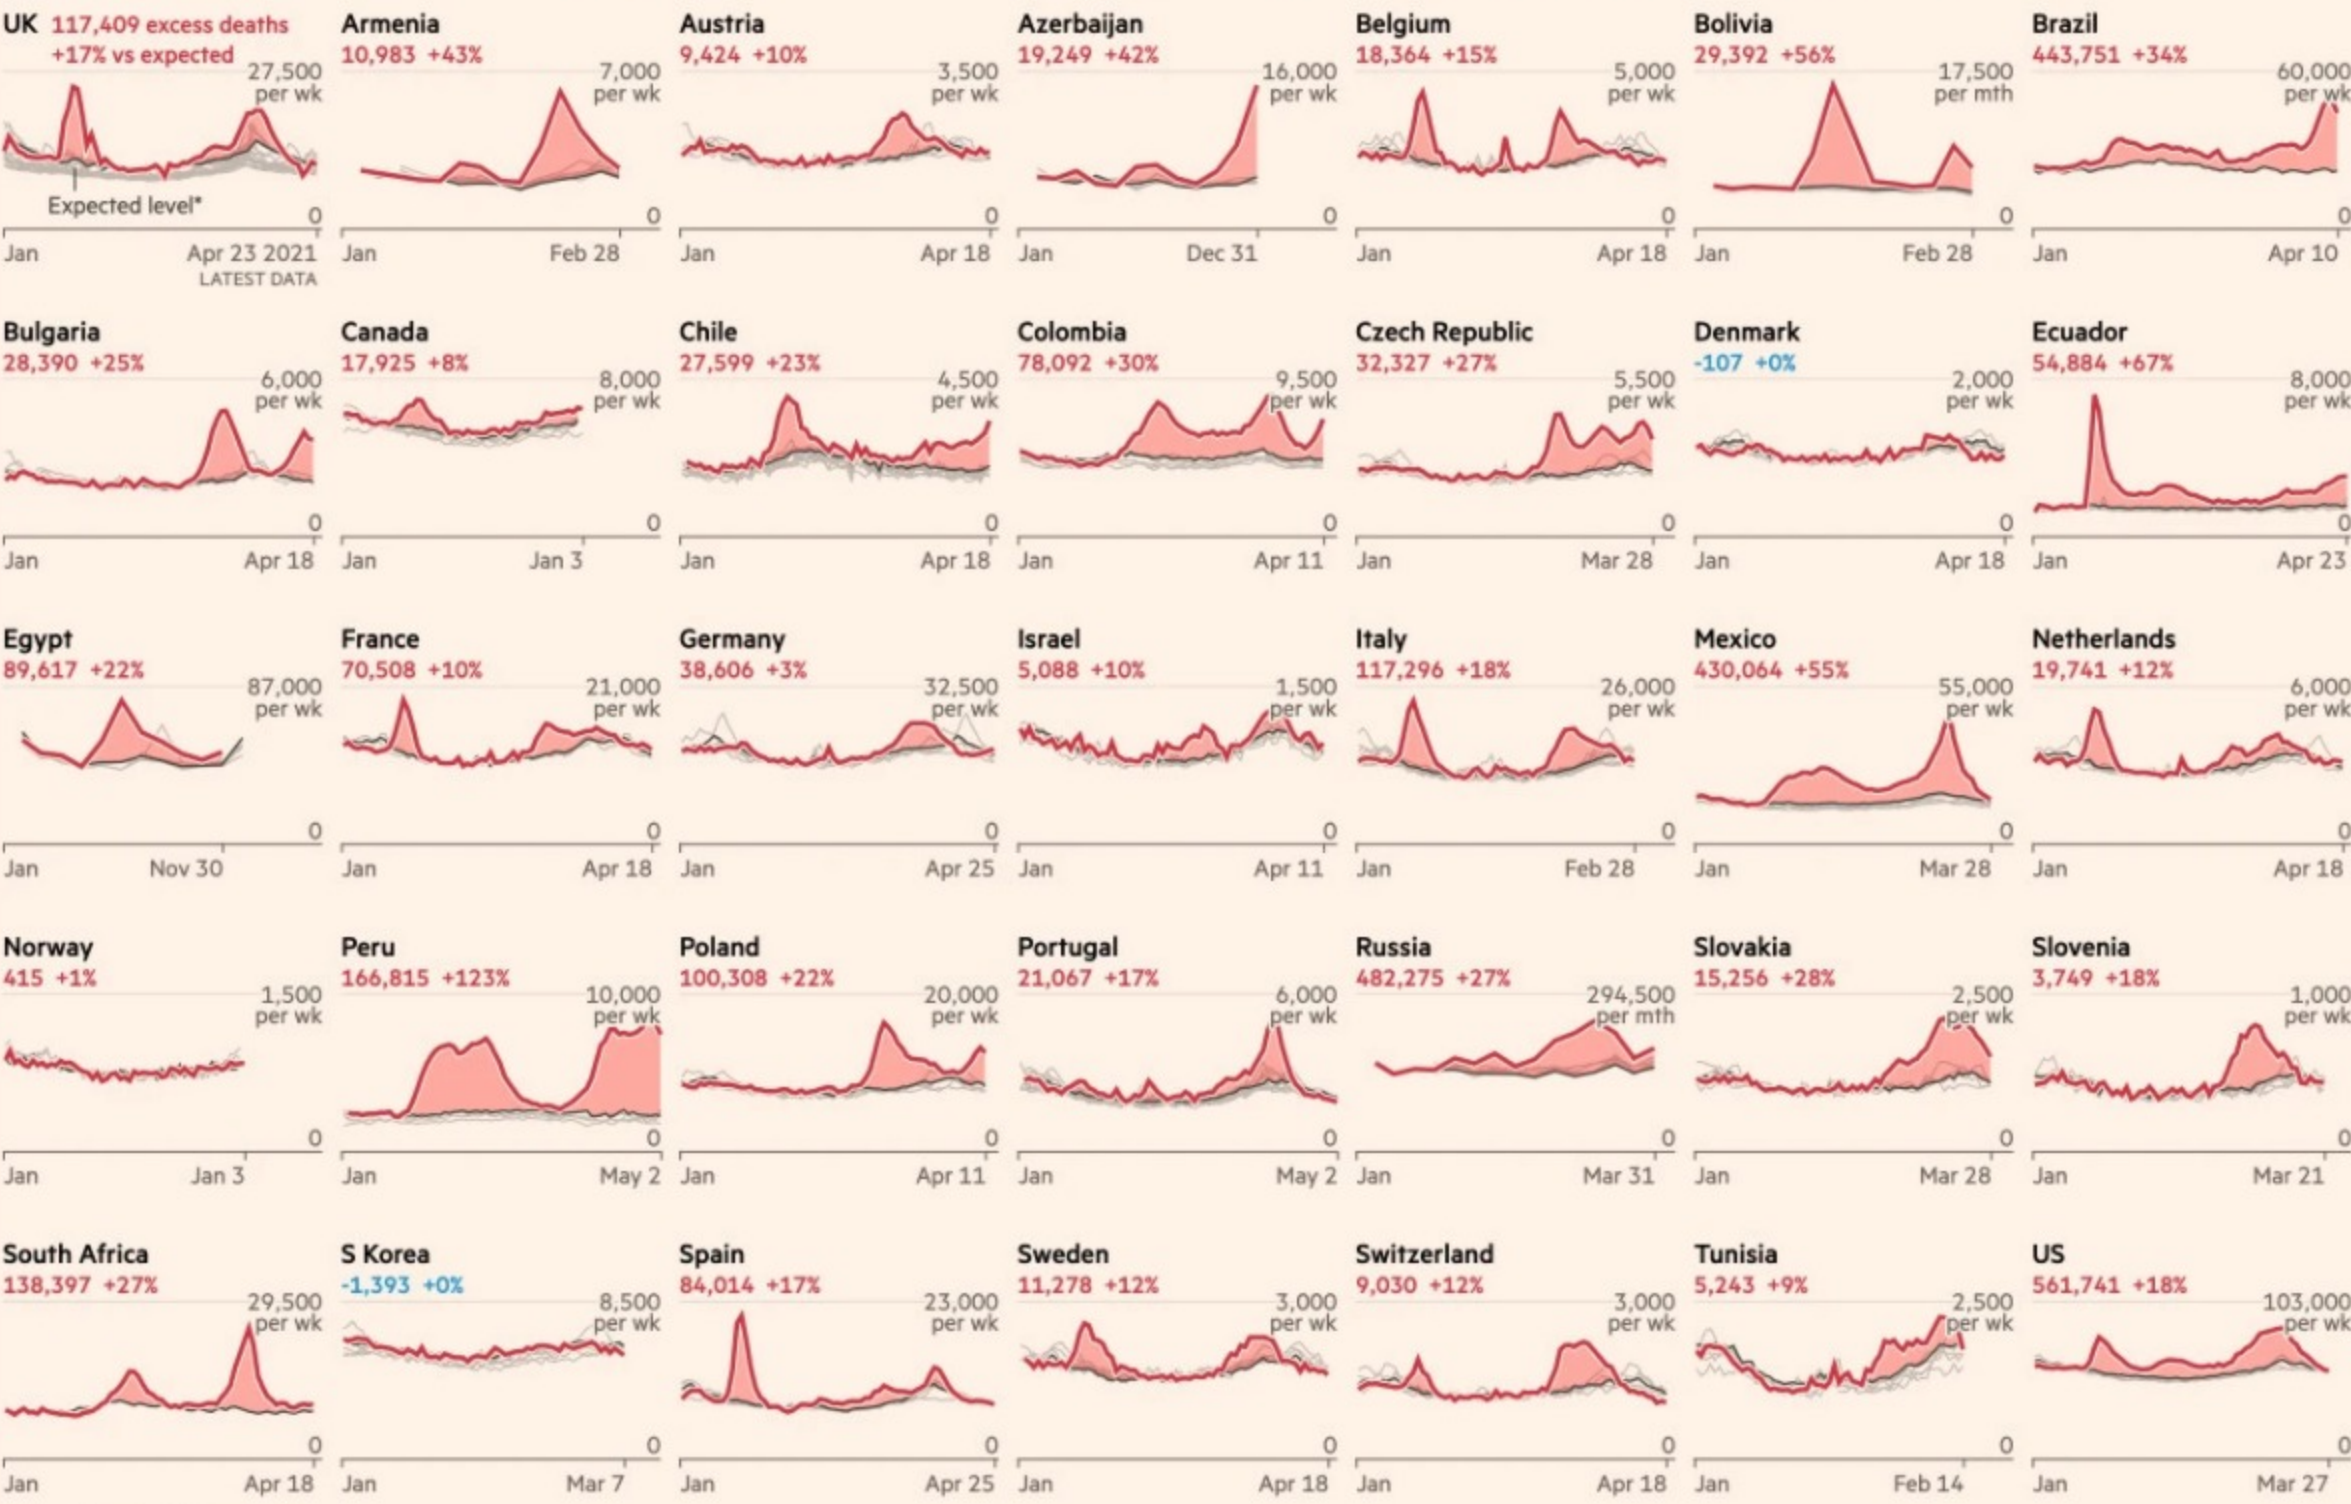 UK 117,409 excess deaths
+17% vs expected
27,500
per wk
Expected level*
0
Jan Apr 23 2021
LATEST DATA
Armenia
10,983 +43%
7,000
per wk
0
Jan Feb 28
Austria
9,424 +10%
3,500
per wk
0
Jan Apr 18
Azerbaijan
19,249 +42%
16,000
per wk
0
Jan Dec 31
Belgium
18,364 +15%
5,000
per wk
0
Jan Apr 18
Bolivia
29,392 +56%
17,500
per mth
0
Jan Feb 28
Brazil
443,751 +34%
60,000
per wk
0
Jan Apr 10
Bulgaria
28,390 +25%
6,000
per wk
0
Jan Apr 18
Canada
17,925 +8%
8,000
per wk
0
Jan Jan 3
Chile
27,599 +23%
4,500
per wk
0
Jan Apr 18
Colombia
78,092 +30%
9,500
per wk
0
Jan Apr 11
Czech Republic
32,327 +27%
5,500
per wk
0
Jan Mar 28
Denmark
-107 +0%
2,000
per wk
0
Jan Apr 18
Ecuador
54,884 +67%
8,000
per wk
0
Jan Apr 23
Egypt
89,617 +22%
87,000
per wk
0
Jan Nov 30
France
70,508 +10%
21,000
per wk
0
Jan Apr 18
Germany
38,606 +3%
32,500
per wk
0
Jan Apr 25
Israel
5,088 +10%
1,500
per wk
0
Jan Apr 11
Italy
117,296 +18%
26,000
per wk
0
Jan Feb 28
Mexico
430,064 +55%
55,000
per wk
0
Jan Mar 28
Netherlands
19,741 +12%
6,000
per wk
0
Jan Apr 18
Norway
415 +1%
1,500
per wk
0
Jan Jan 3
Peru
166,815 +123%
10,000
per wk
0
Jan May 2
Poland
100,308 +22%
20,000
per wk
0
Jan Apr 11
Portugal
21,067 +17%
6,000
per wk
0
Jan May 2
Russia
482,275 +27%
294,500
per mth
0
Jan Mar 31
Slovakia
15,256 +28%
2,500
per wk
0
Jan Mar 28
Slovenia
3,749 +18%
1,000
per wk
0
Jan Mar 21
South Africa
138,397 +27%
29,500
per wk
0
Jan Apr 18
S Korea
-1,393 +0%
8,500
per wk
0
Jan Mar 7
Spain
84,014 +17%
23,000
per wk
0
Jan Apr 25
Sweden
11,278 +12%
3,000
per wk
0
Jan Apr 18
Switzerland
9,030 +12%
3,000
per wk
0
Jan Apr 18
Tunisia
5,243 +9%
2,500
per wk
0
Jan Feb 14
US
561,741 +18%
103,000
per wk
0
Jan Mar 27